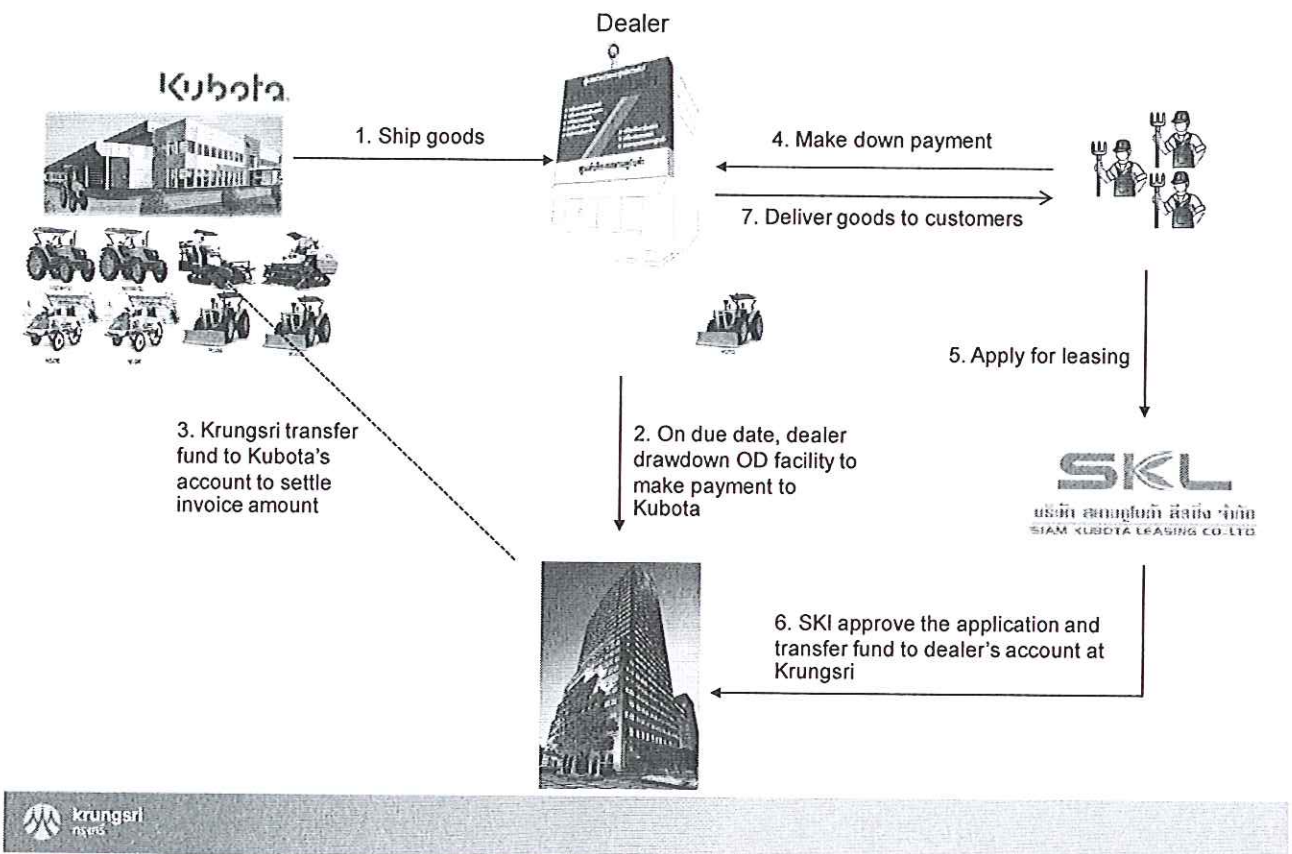 Dealer
Kubota
1. Ship goods
4. Make down payment
7. Deliver goods to customers
5. Apply for leasing
3. Krungsri transfer
fund to Kubota's
account to settle
invoice amount
2. On due date, dealer
drawdown OD facility to
make payment to
Kubota
SKL
บริษัท สยามคูโบต้า ลีสซิ่ง จำกัด
SIAM KUBOTA LEASING CO.,LTD.
6. SKI approve the application and
transfer fund to dealer's account at
Krungsri
krungsri
กรุงศรี